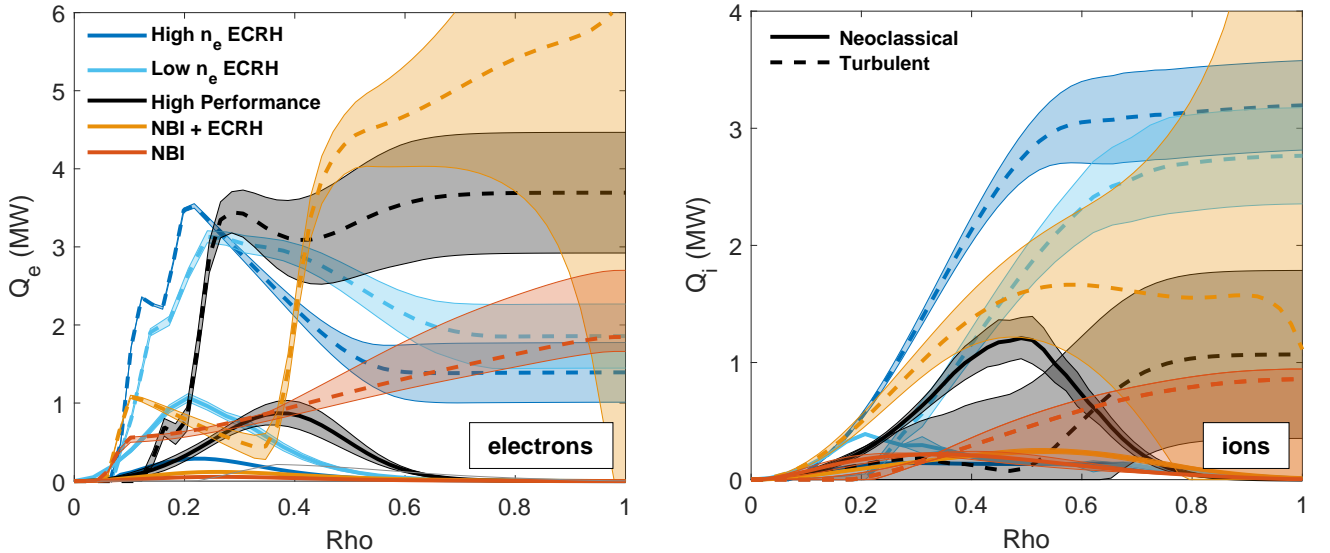 6
5
4
3
2
1
0
Q_e (MW)
High n_e ECRH
Low n_e ECRH
High Performance
NBI + ECRH
NBI
electrons
0
0.2
0.4
0.6
0.8
1
Rho
4
3
2
1
0
Q_i (MW)
Neoclassical
Turbulent
ions
0
0.2
0.4
0.6
0.8
1
Rho